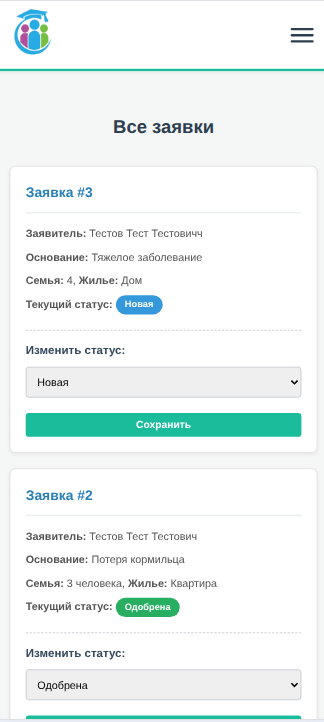 Все заявки
Заявка #3
Заявитель: Тестов Тест Тестовичч
Основание: Тяжелое заболевание
Семья: 4, Жилье: Дом
Текущий статус: Новая
Изменить статус:
Новая
Сохранить
Заявка #2
Заявитель: Тестов Тест Тестович
Основание: Потеря кормильца
Семья: 3 человека, Жилье: Квартира
Текущий статус: Одобрена
Изменить статус:
Одобрена